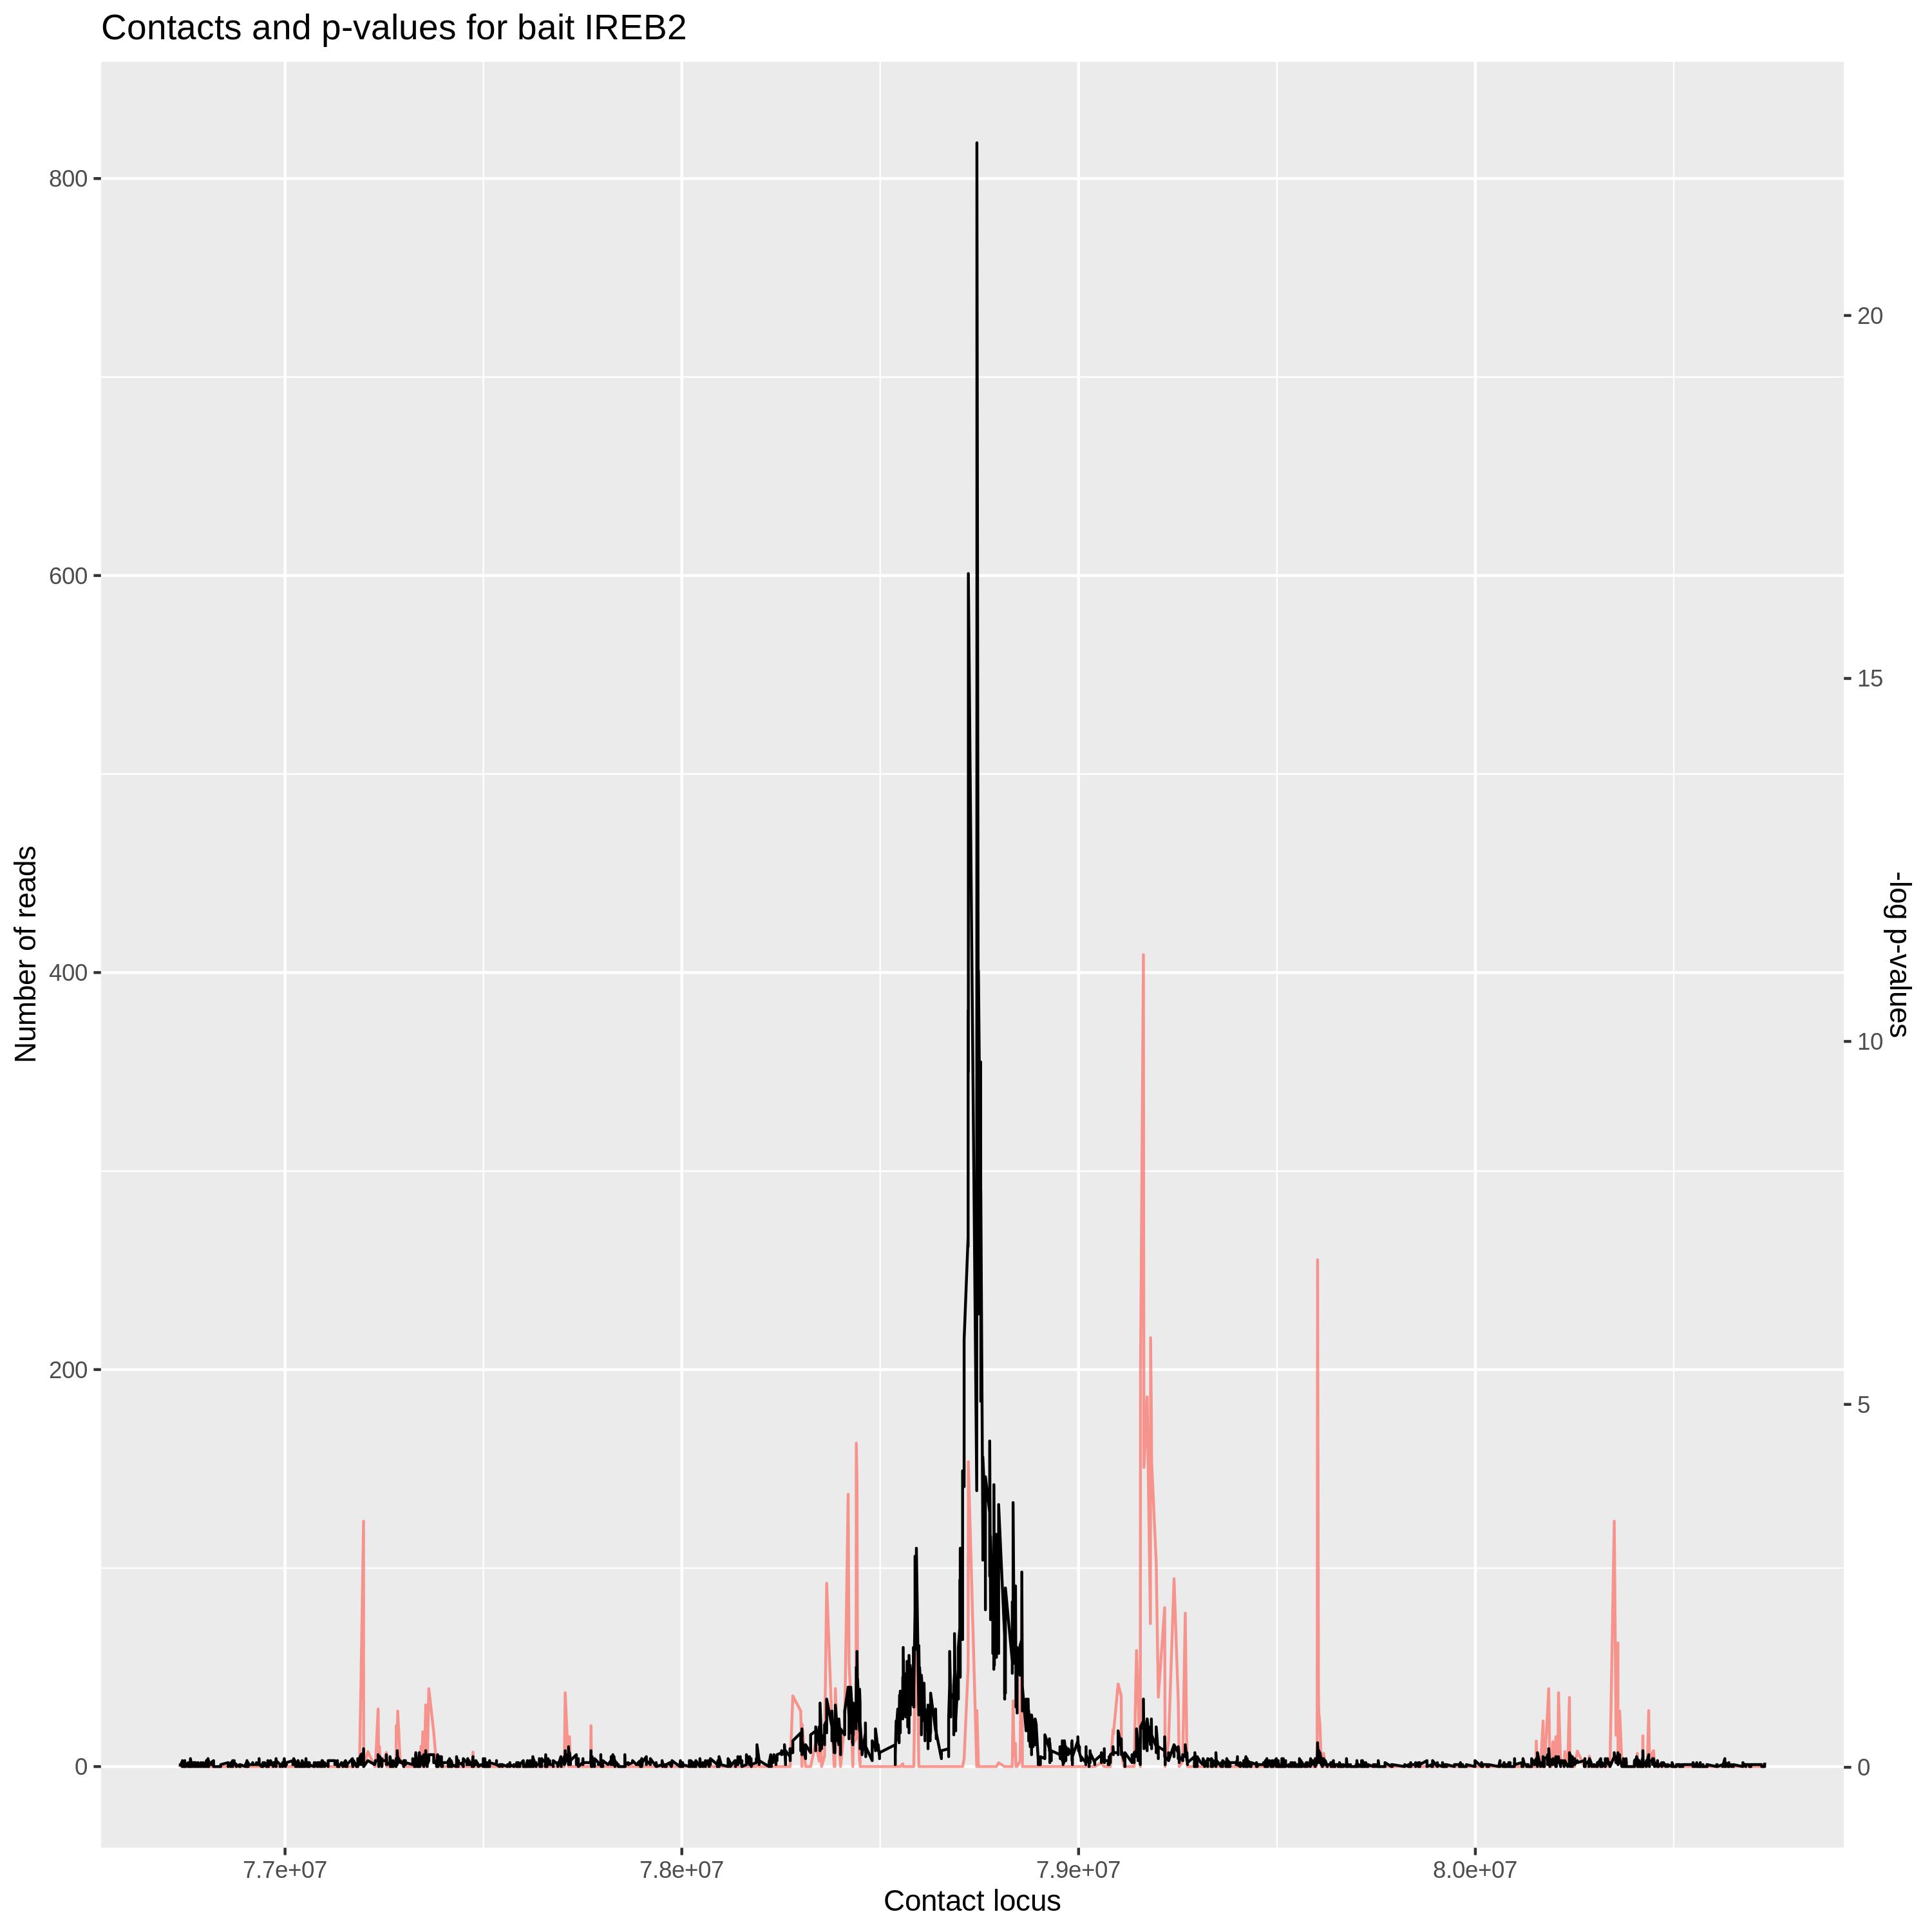 Contacts and p-values for bait IREB2
800
600
400
200
0
Number of reads
20
15
10
5
0
-log p-values
7.7e+07
7.8e+07
7.9e+07
8.0e+07
Contact locus